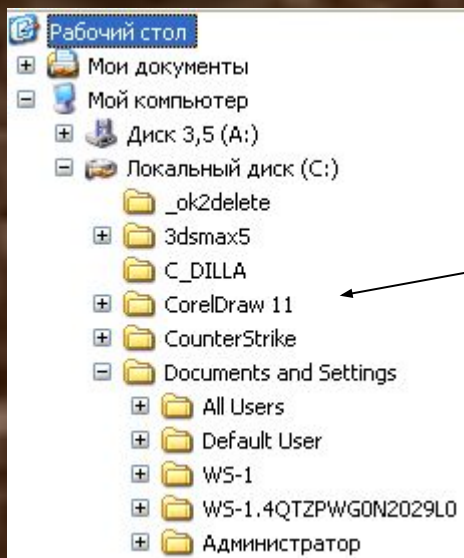 Рабочий стол
Мои документы
Мой компьютер
Диск 3,5 (A:)
Локальный диск (C:)
_ok2delete
3dsmax5
C_DILLA
CorelDraw 11
CounterStrike
Documents and Settings
All Users
Default User
WS-1
WS-1.4QTZPWG0N2029L0
Администратор